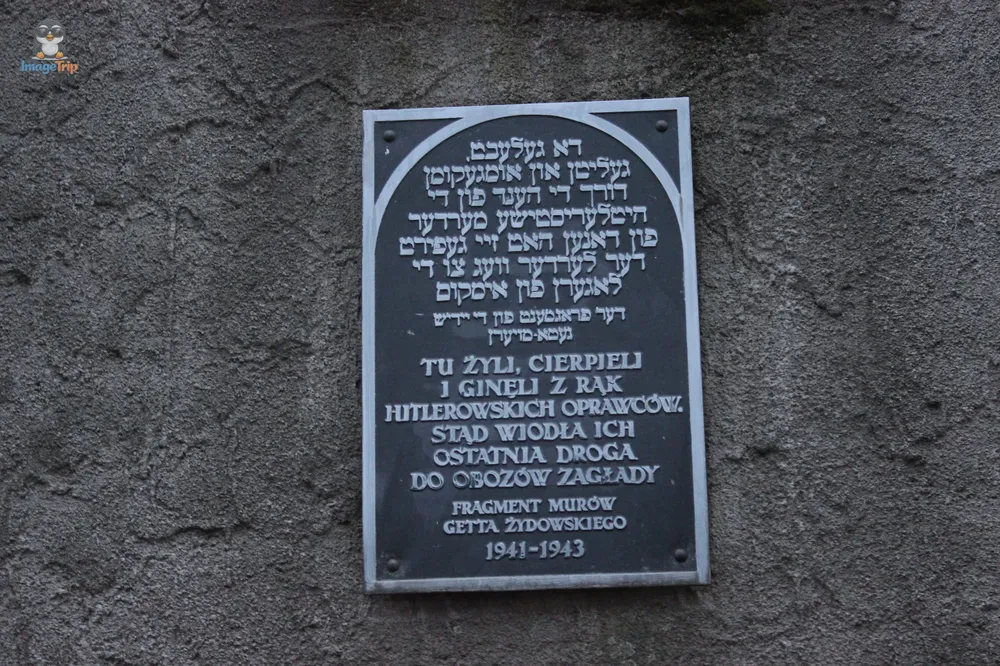 ImageTrip
דא געלעבט,
געליטן און אומגעקומן
דורך די הענד פון די
היטלעריסטישע מערדער
פון דאנען האט זיי געפירט
דער לעצטער וועג צו די
לאגערן פון אומקום
דער פראגמענט פון די יידיש
געטא-מויערן
TU ŻYLI, CIERPIELI
I GINĘLI Z RĄK
HITLEROWSKICH OPRAWCÓW.
STĄD WIODŁA ICH
OSTATNIA DROGA
DO OBOZÓW ZAGŁADY
FRAGMENT MURÓW
GETTA ŻYDOWSKIEGO
1941-1943